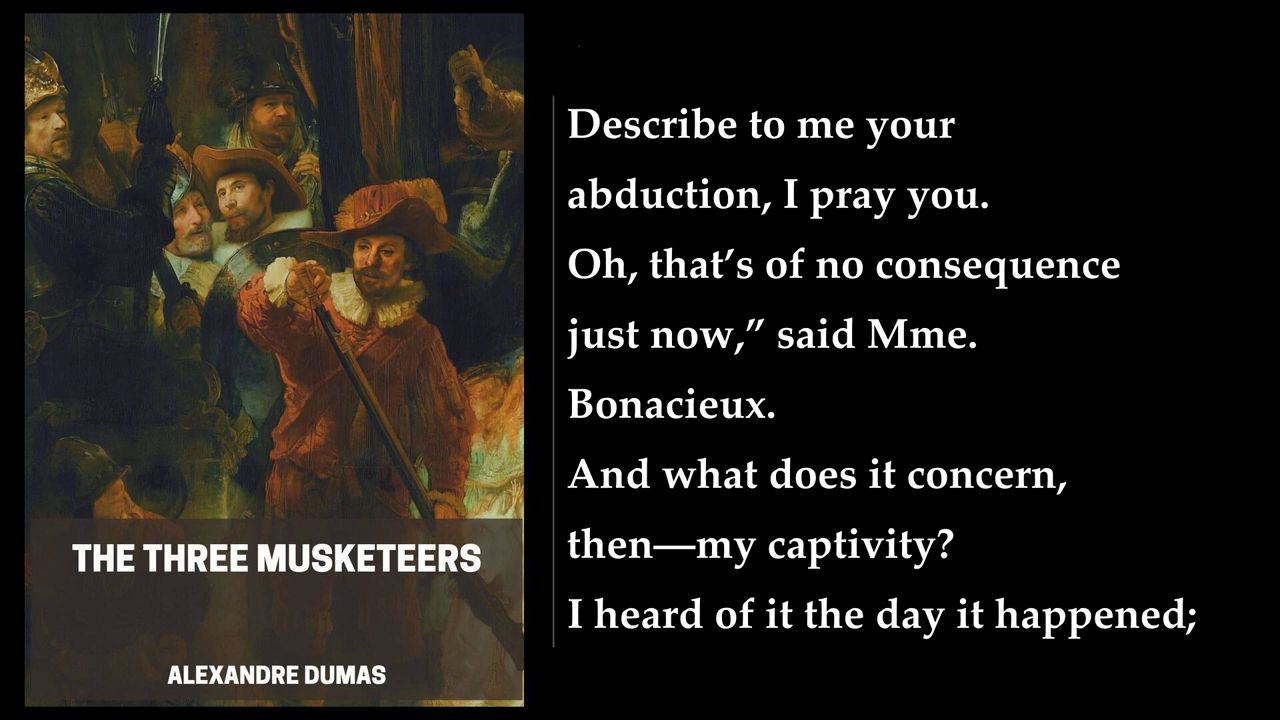 THE THREE MUSKETEERS
ALEXANDRE DUMAS
Describe to me your
abduction, I pray you.
Oh, that’s of no consequence
just now,” said Mme.
Bonacieux.
And what does it concern,
then—my captivity?
I heard of it the day it happened;